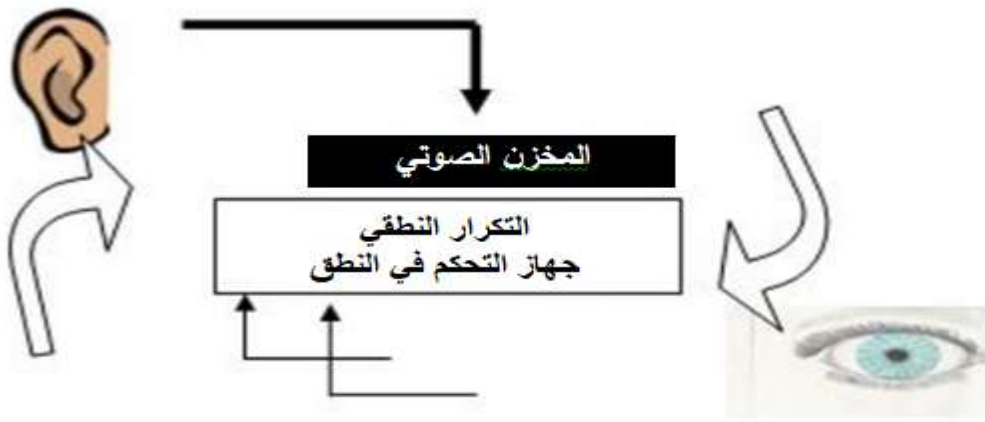 المخزن الصوتي
التكرار النطقي
جهاز التحكم في النطق